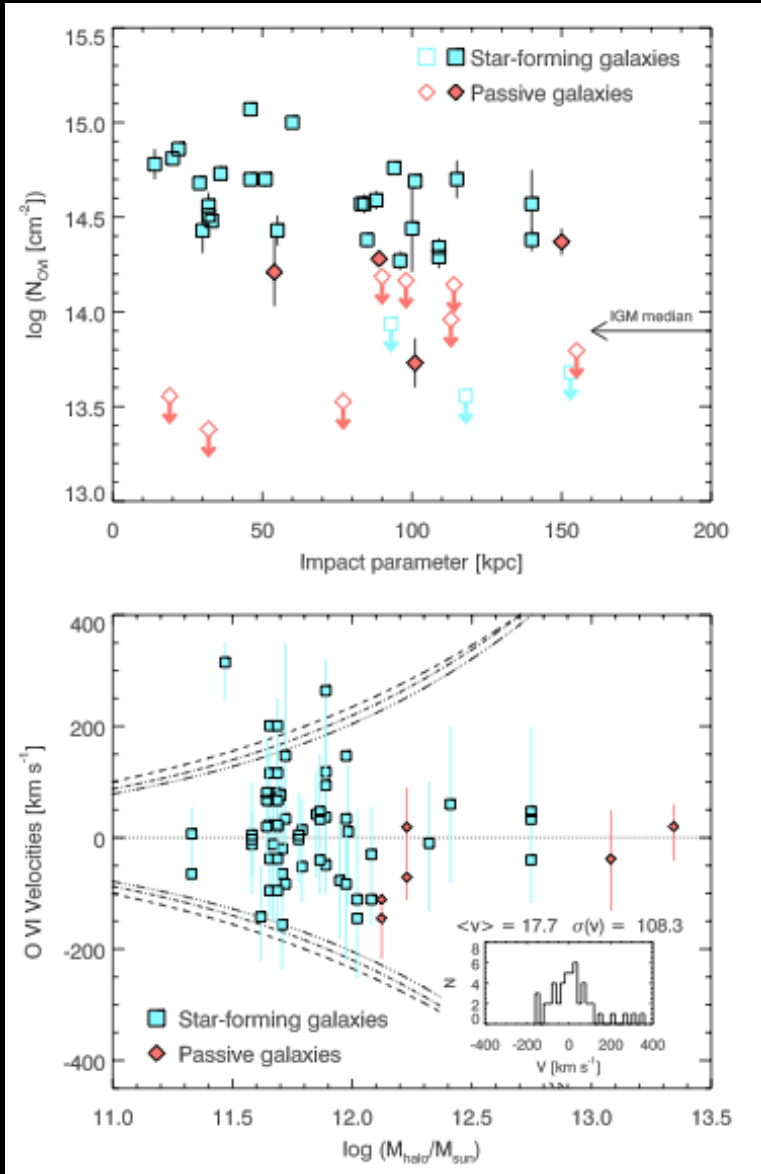 15.5
15.0
14.5
14.0
13.5
13.0
log (N_OVI [cm⁻²])
Star-forming galaxies
Passive galaxies
IGM median
0 50 100 150 200
Impact parameter [kpc]
400
200
0
-200
-400
O VI Velocities [km s⁻¹]
<v> = 17.7 σ(v) = 108.3
8
6
4
2
0
N
-400 -200 0 200 400
V [km s⁻¹]
Star-forming galaxies
Passive galaxies
11.0 11.5 12.0 12.5 13.0 13.5
log (M_halo/M_sun)